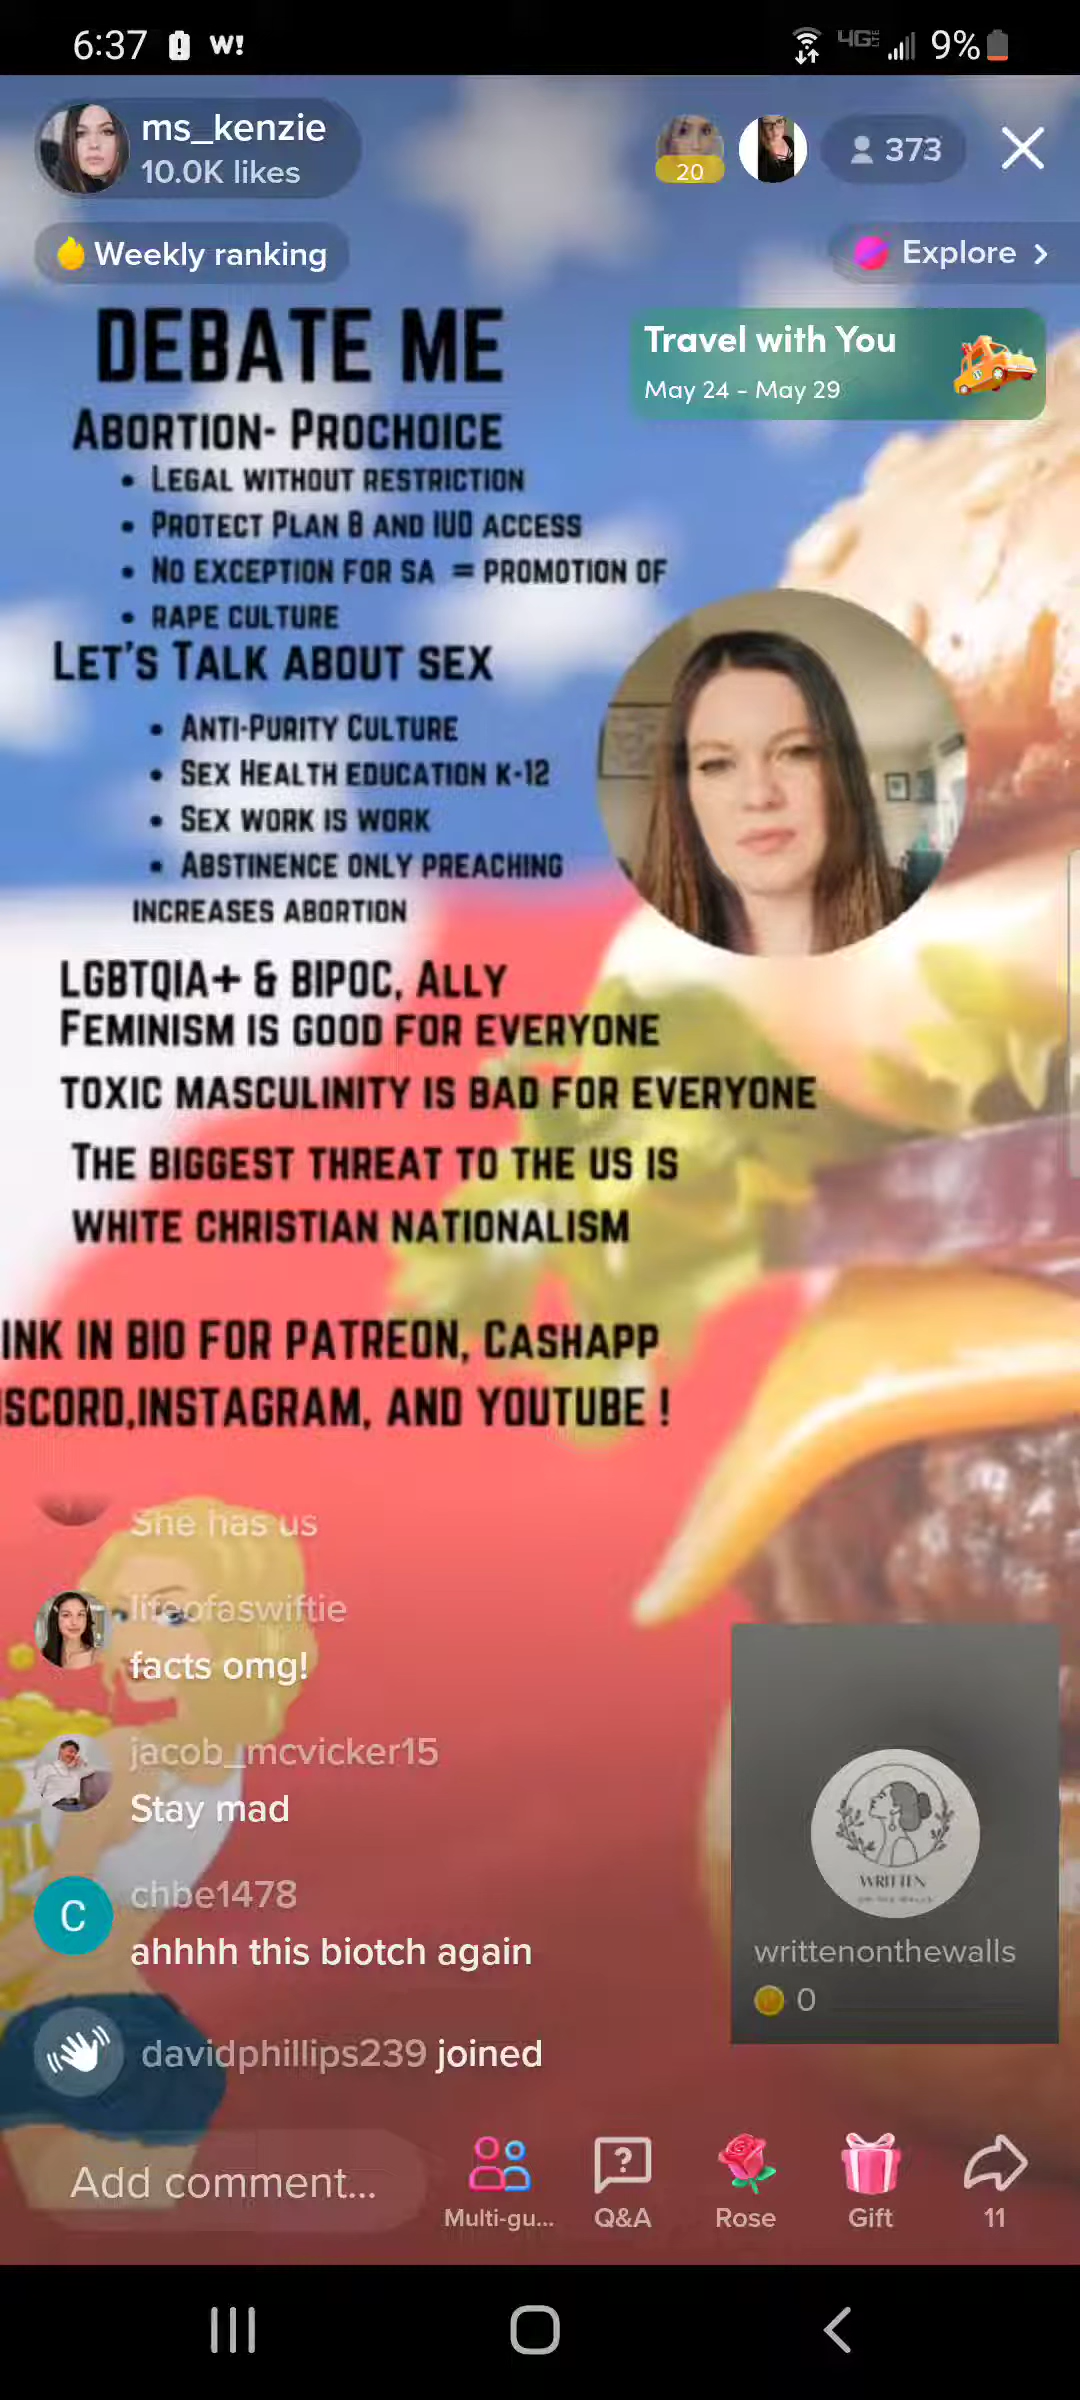 6:37 W! 4G 9%
ms_kenzie
10.0K likes
20
373
Weekly ranking
Explore >
DEBATE ME
Travel with You
May 24 - May 29
ABORTION- PROCHOICE
• LEGAL WITHOUT RESTRICTION
• PROTECT PLAN B AND IUD ACCESS
• NO EXCEPTION FOR SA = PROMOTION OF
• RAPE CULTURE
LET'S TALK ABOUT SEX
• ANTI-PURITY CULTURE
• SEX HEALTH EDUCATION K-12
• SEX WORK IS WORK
• ABSTINENCE ONLY PREACHING
INCREASES ABORTION
LGBTQIA+ & BIPOC, ALLY
FEMINISM IS GOOD FOR EVERYONE
TOXIC MASCULINITY IS BAD FOR EVERYONE
THE BIGGEST THREAT TO THE US IS
WHITE CHRISTIAN NATIONALISM
INK IN BIO FOR PATREON, CASHAPP
ISCORD,INSTAGRAM, AND YOUTUBE !
She has us
lifeofaswiftie
facts omg!
jacob_mcvicker15
Stay mad
C
chbe1478
ahhhh this biotch again
WRITTEN
ON THE WALLS
writtenonthewalls
0
davidphillips239 joined
Add comment...
Multi-gu...
Q&A
Rose
Gift
11